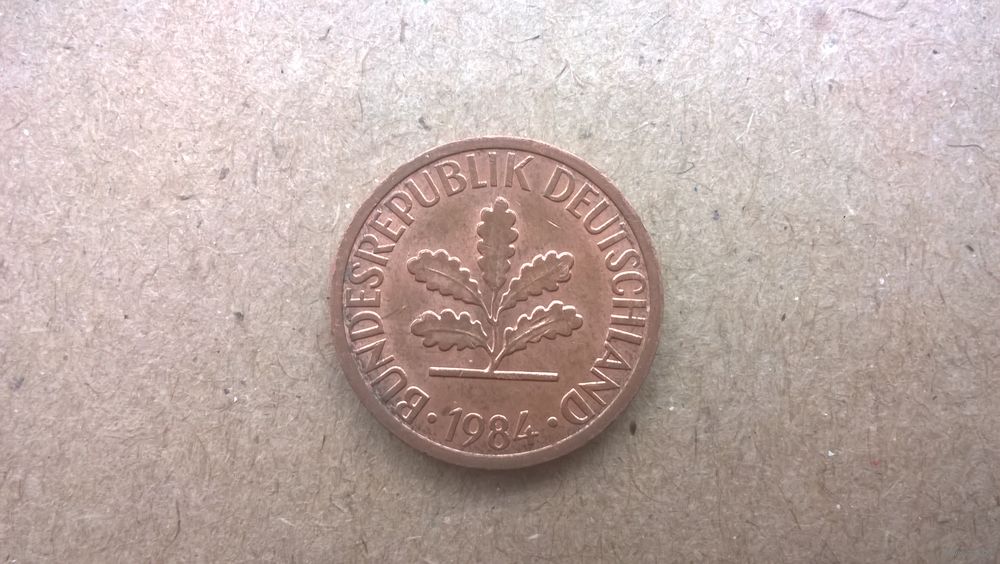 BUNDESREPUBLIK DEUTSCHLAND
· 1984 ·